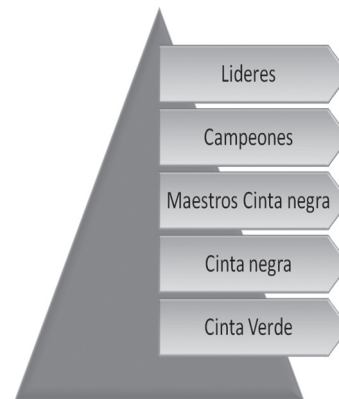 Lideres
Campeones
Maestros Cinta negra
Cinta negra
Cinta Verde